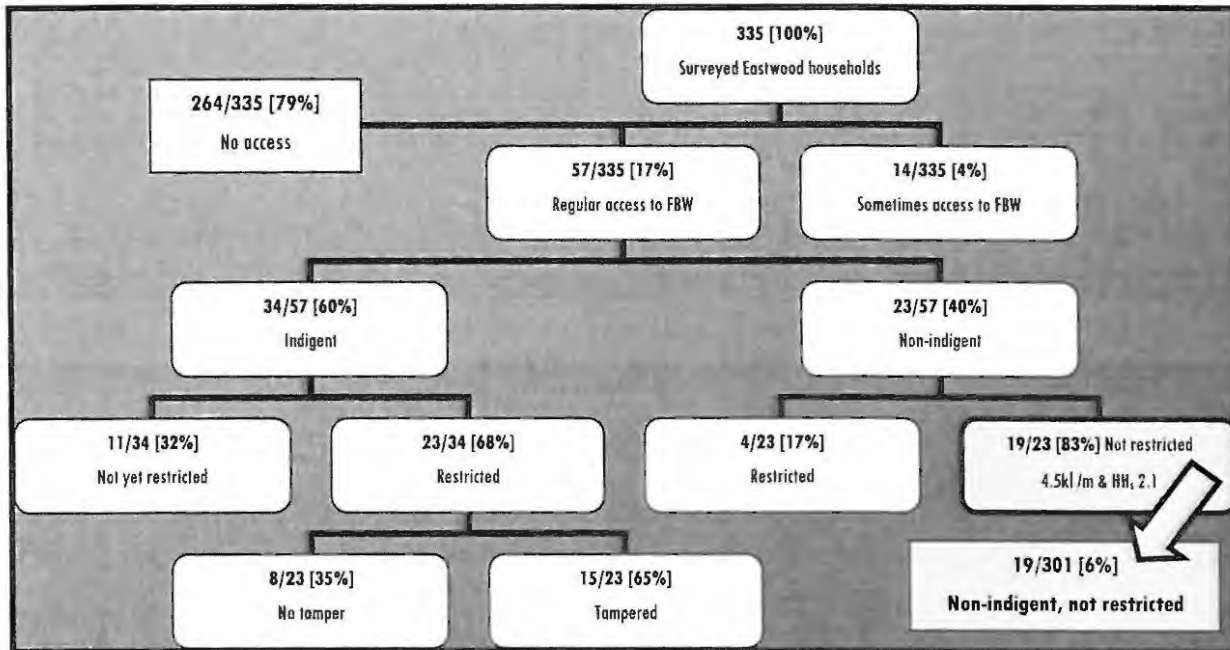 335 [100%]
Surveyed Eastwood households
264/335 [79%]
No access
57/335 [17%]
Regular access to FBW
14/335 [4%]
Sometimes access to FBW
34/57 [60%]
Indigent
23/57 [40%]
Non-indigent
11/34 [32%]
Not yet restricted
23/34 [68%]
Restricted
4/23 [17%]
Restricted
19/23 [83%] Not restricted
4.5kl/m & HHs 2.1
8/23 [35%]
No tamper
15/23 [65%]
Tampered
19/301 [6%]
Non-indigent, not restricted